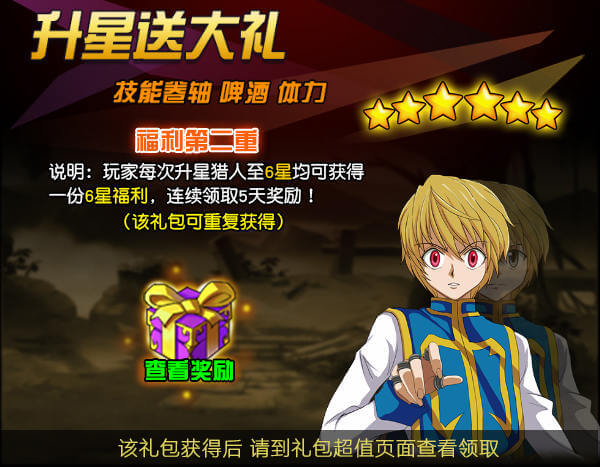 升星送大礼
技能卷轴 啤酒 体力
福利第二重
说明：玩家每次升星猎人至6星均可获得
一份6星福利，连续领取5天奖励！
（该礼包可重复获得）
查看奖励
该礼包获得后 请到礼包超值页面查看领取